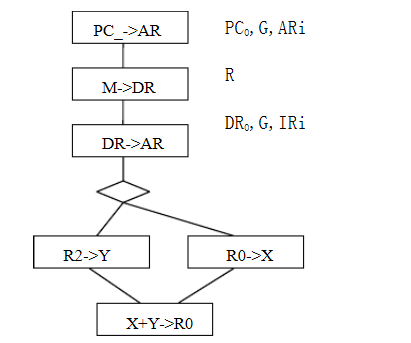 PC_->AR PC₀,G,ARi
M->DR R
DR->AR DR₀,G,IRi
R2->Y R0->X
X+Y->R0